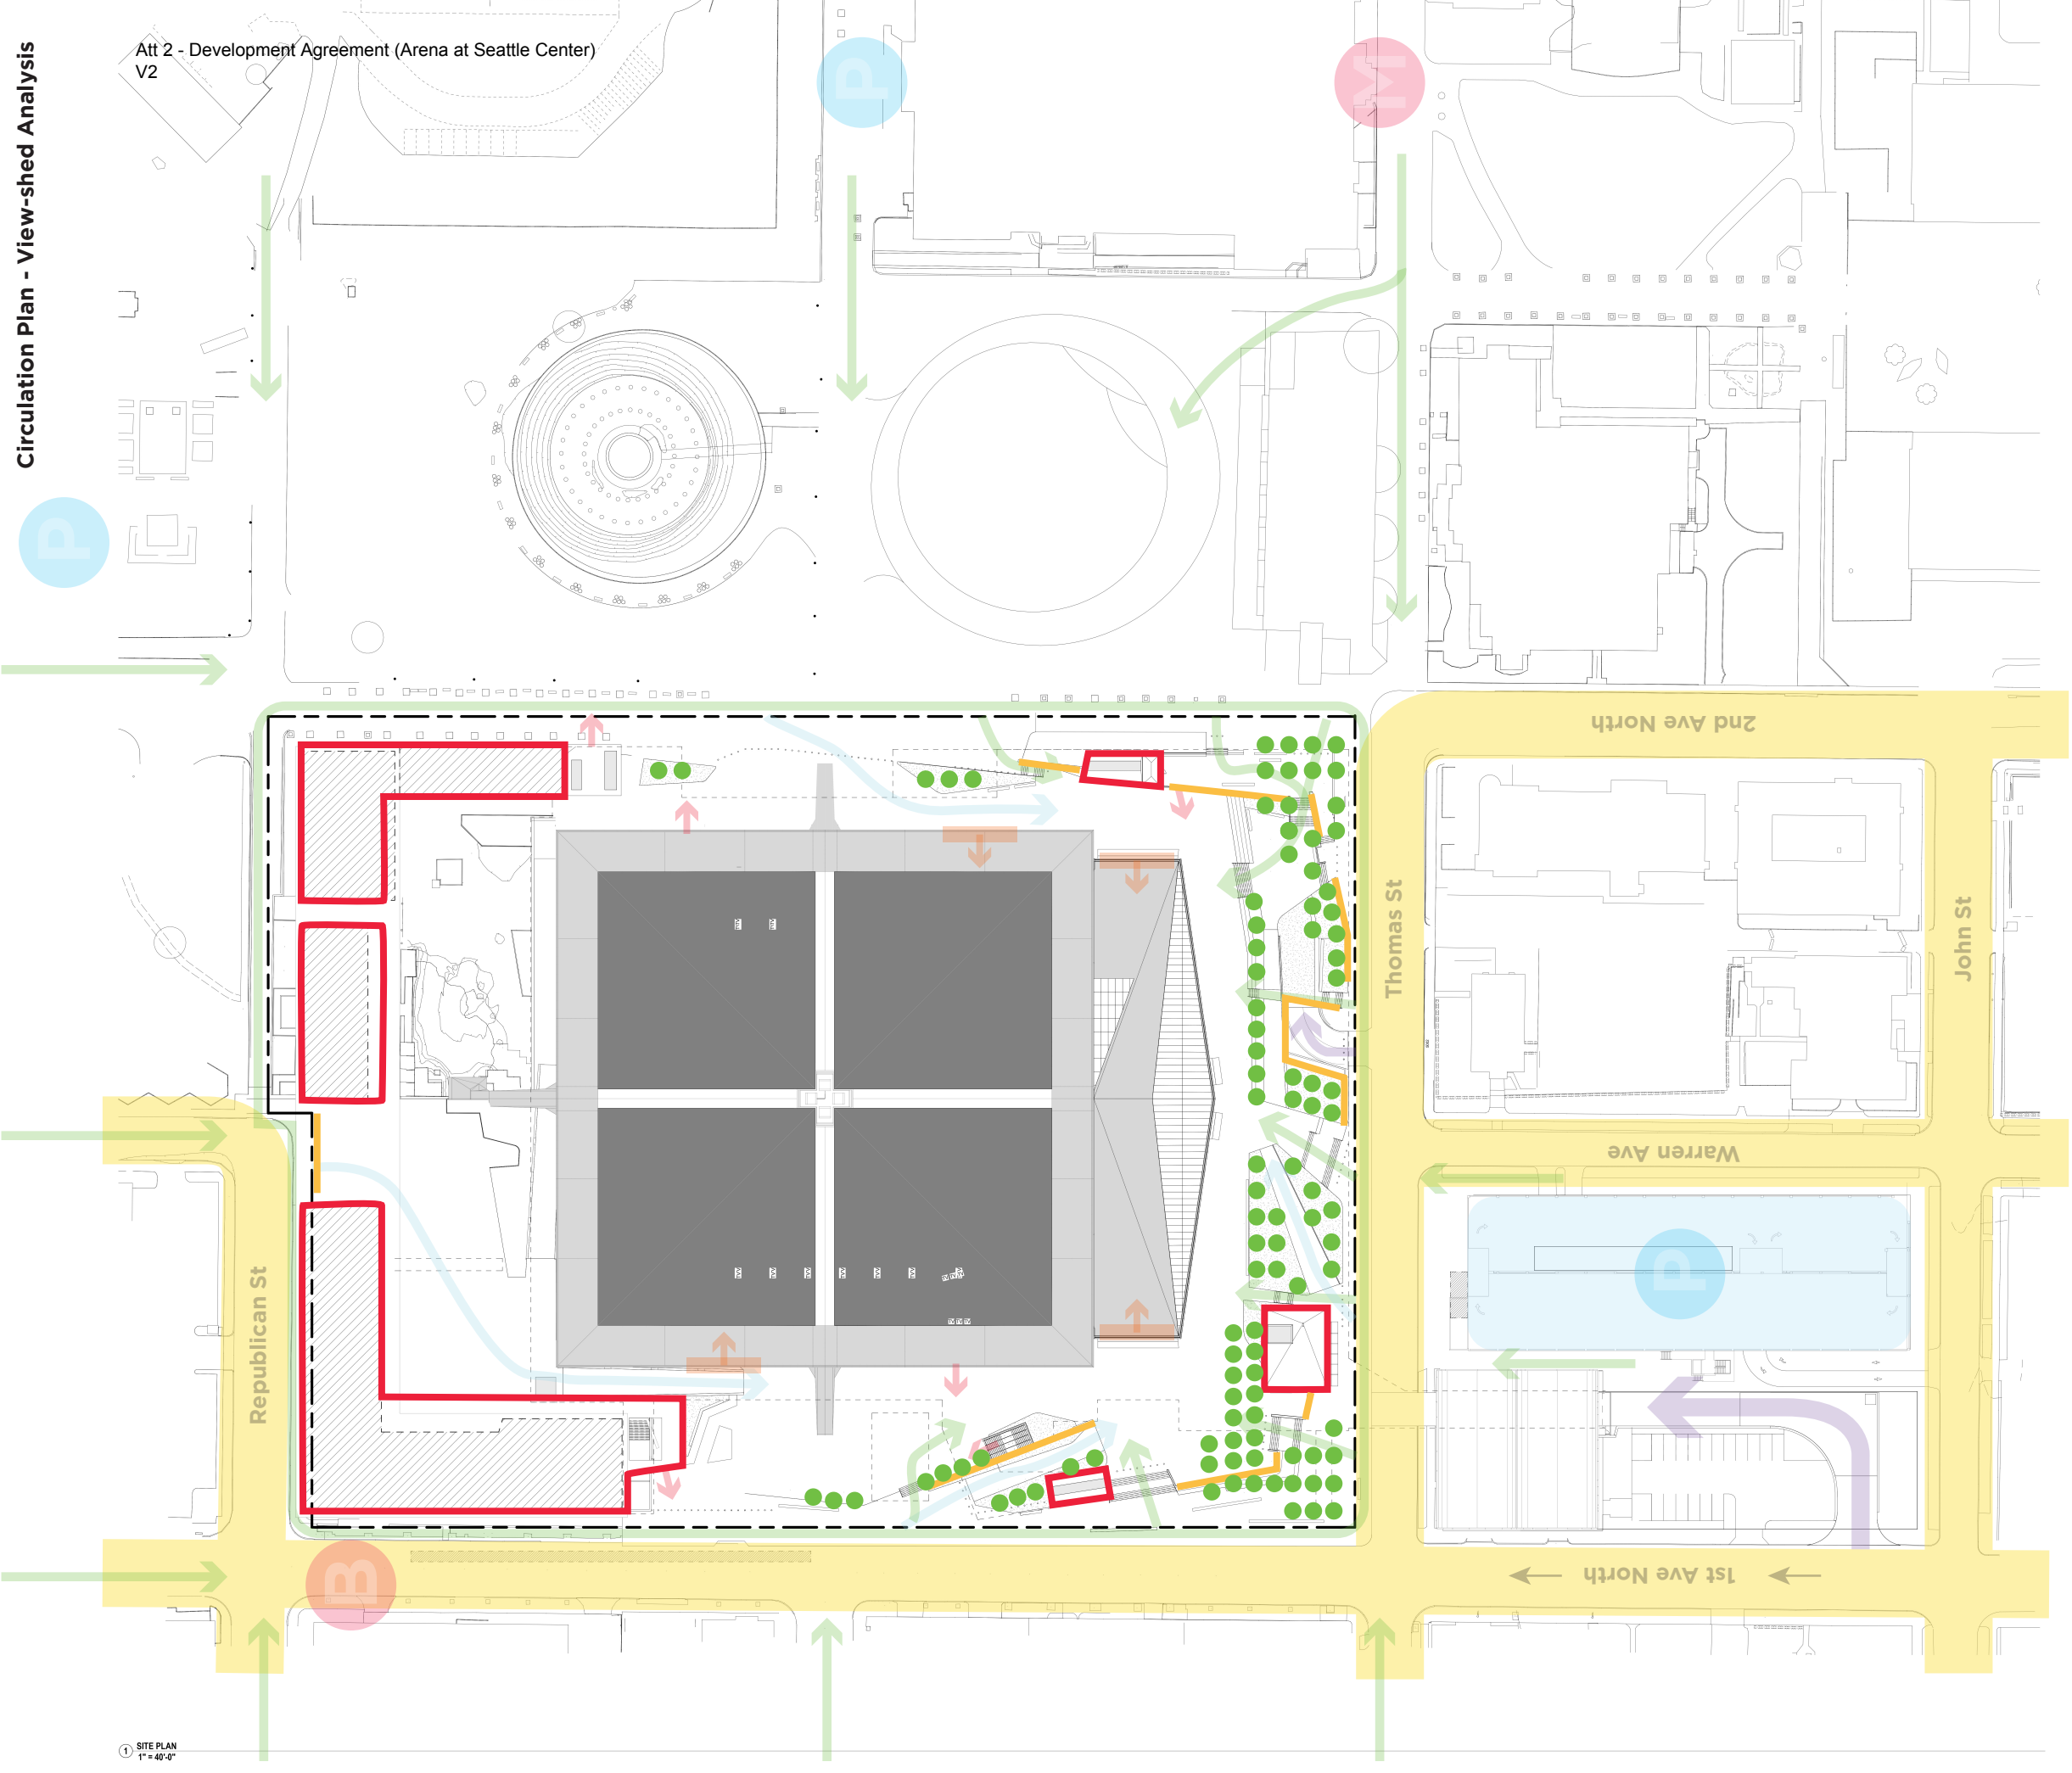 Circulation Plan - View-shed Analysis
Att 2 - Development Agreement (Arena at Seattle Center)
V2
P
M
P
2nd Ave North
Thomas St
John St
Warren Ave
P
Republican St
B
1st Ave North
1 SITE PLAN
1" = 40'-0"